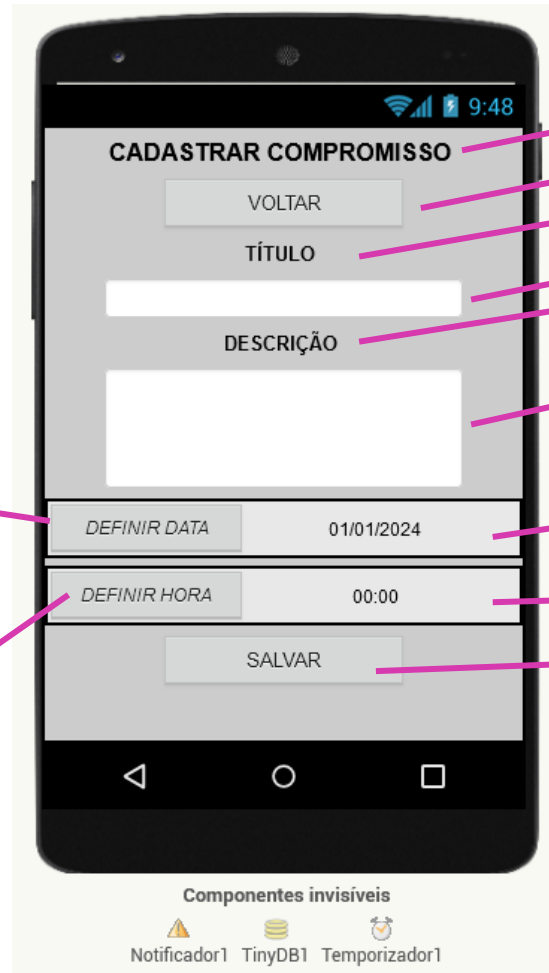 9:48
CADASTRAR COMPROMISSO
VOLTAR
TÍTULO
DESCRIÇÃO
DEFINIR DATA 01/01/2024
DEFINIR HORA 00:00
SALVAR
Componentes invisíveis
Notificador1 TinyDB1 Temporizador1